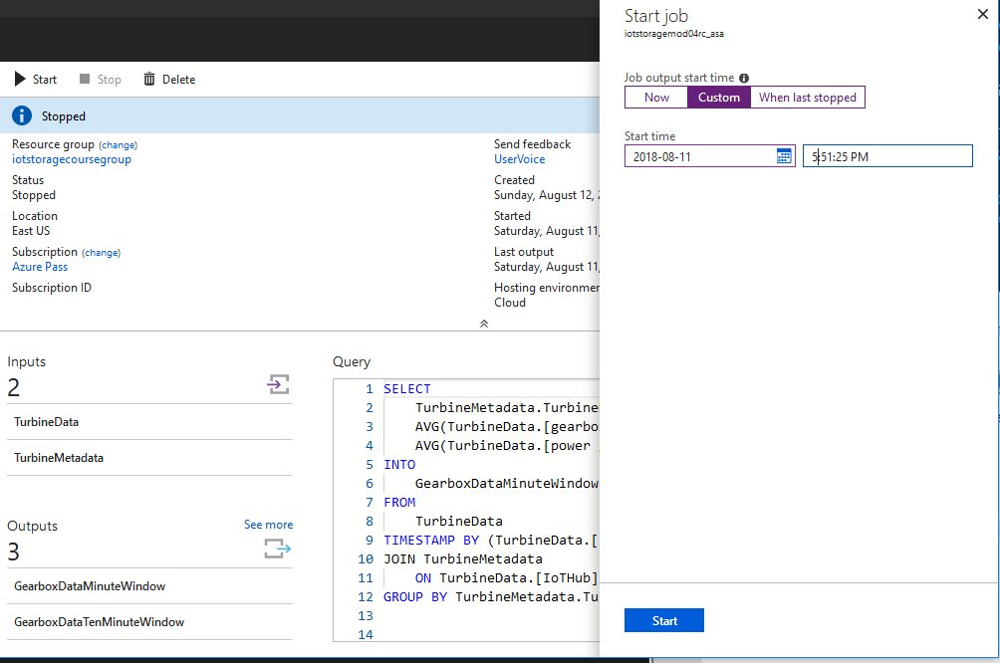 Start Stop Delete
Stopped
Resource group (change)
iotstoragecoursegroup
Status
Stopped
Location
East US
Subscription (change)
Azure Pass
Subscription ID
Send feedback
UserVoice
Created
Sunday, August 12,
Started
Saturday, August 11,
Last output
Saturday, August 11,
Hosting environmen
Cloud
Inputs
2
TurbineData
TurbineMetadata
Outputs See more
3
GearboxDataMinuteWindow
GearboxDataTenMinuteWindow
Query
1 SELECT
2 TurbineMetadata.Turbine
3 AVG(TurbineData.[gearbo
4 AVG(TurbineData.[power
5 INTO
6 GearboxDataMinuteWindow
7 FROM
8 TurbineData
9 TIMESTAMP BY (TurbineData.[
10 JOIN TurbineMetadata
11 ON TurbineData.[IoTHub]
12 GROUP BY TurbineMetadata.Tu
13
14
Start job
iotstoragemod04rc_asa
Job output start time
Now Custom When last stopped
Start time
2018-08-11 5:51:25 PM
Start